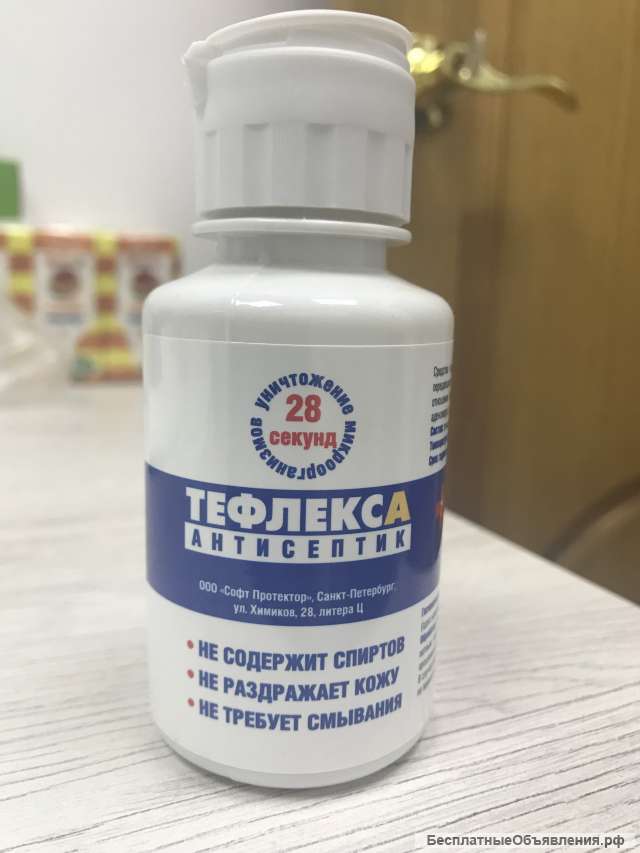 уничтожение микроорганизмов
28
секунд
ТЕФЛЕКСА
АНТИСЕПТИК
ООО «Софт Протектор», Санкт-Петербург,
ул. Химиков, 28, литера Ц
• НЕ СОДЕРЖИТ СПИРТОВ
• НЕ РАЗДРАЖАЕТ КОЖУ
• НЕ ТРЕБУЕТ СМЫВАНИЯ
Средство
БесплатныеОбъявления.рф